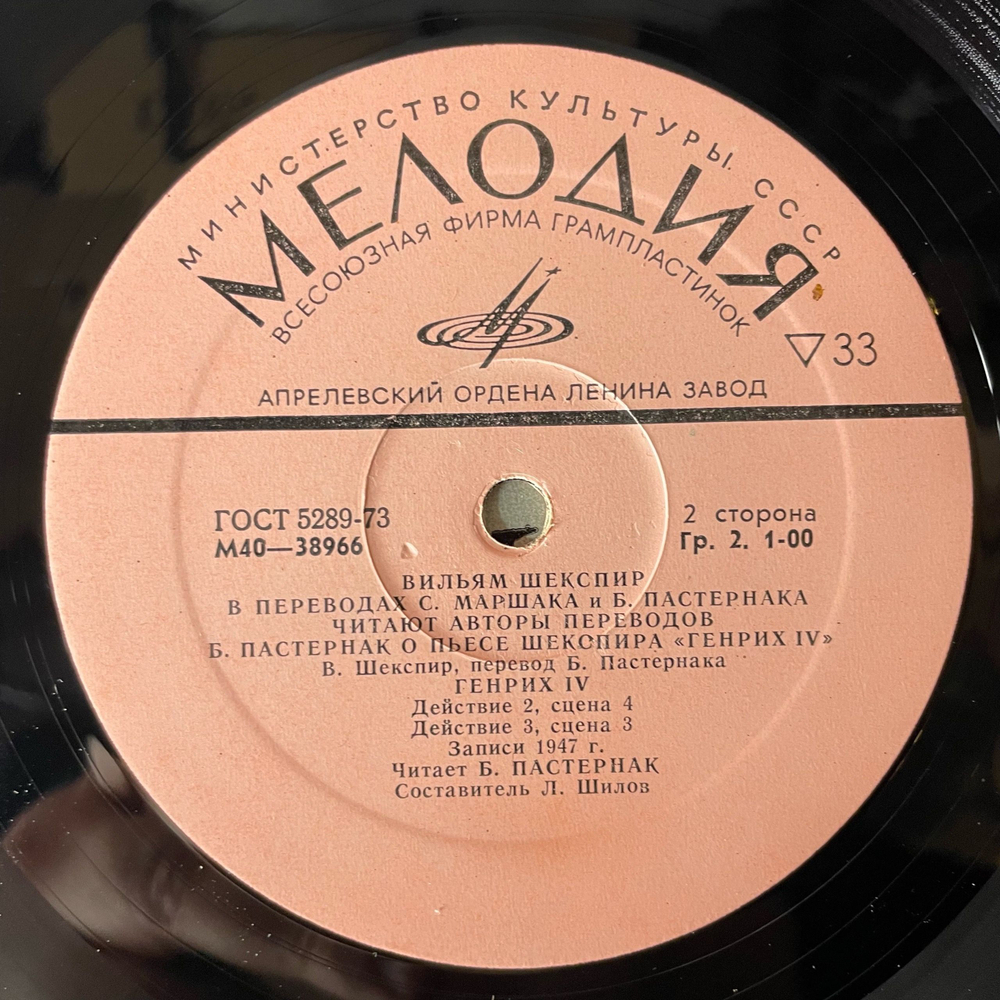 МИНИСТЕРСТВО КУЛЬТУРЫ СССР
МЕЛОДИЯ
ВСЕСОЮЗНАЯ ФИРМА ГРАМПЛАСТИНОК
▽33
АПРЕЛЕВСКИЙ ОРДЕНА ЛЕНИНА ЗАВОД
ГОСТ 5289-73
М40—38966
2 сторона
Гр. 2. 1-00
ВИЛЬЯМ ШЕКСПИР
В ПЕРЕВОДАХ С. МАРШАКА и Б. ПАСТЕРНАКА
ЧИТАЮТ АВТОРЫ ПЕРЕВОДОВ
Б. ПАСТЕРНАК О ПЬЕСЕ ШЕКСПИРА «ГЕНРИХ IV»
В. Шекспир, перевод Б. Пастернака
ГЕНРИХ IV
Действие 2, сцена 4
Действие 3, сцена 3
Записи 1947 г.
Читает Б. ПАСТЕРНАК
Составитель Л. Шилов